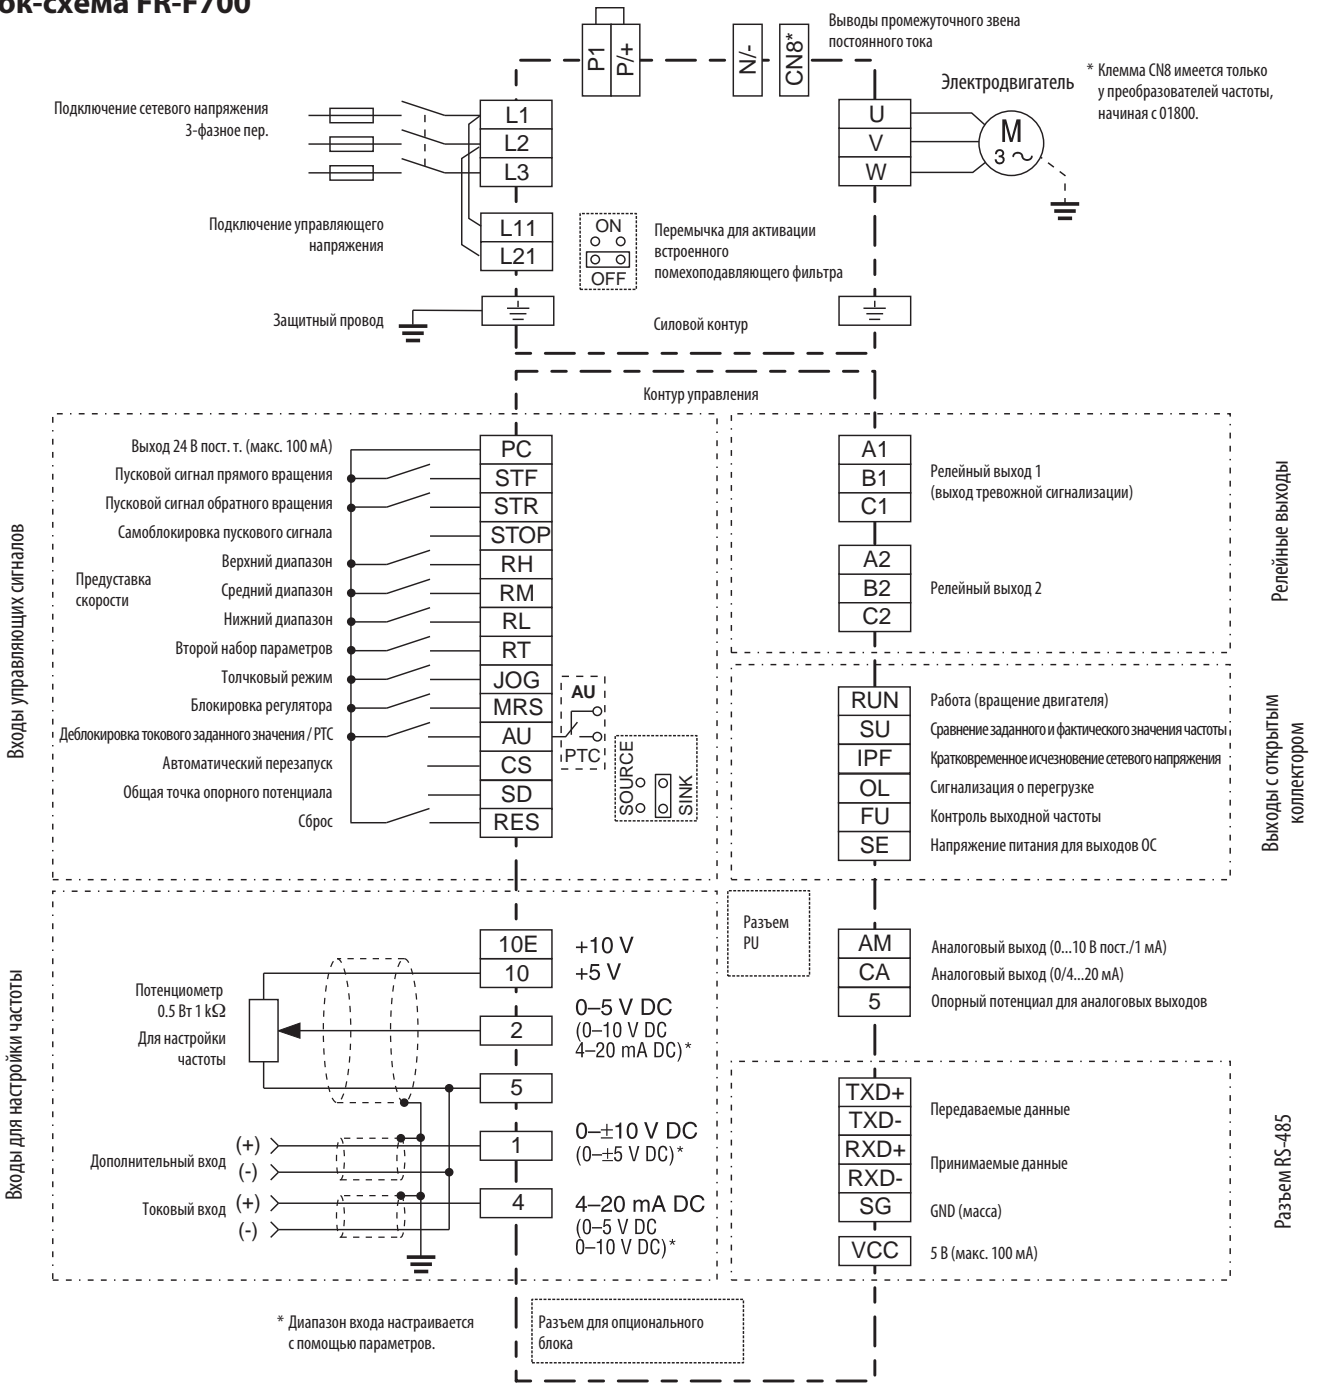 ок-схема FR-F700
P1
P/+
N/-
CN8*
Выводы промежуточного звена
постоянного тока
Электродвигатель
* Клемма CN8 имеется только
у преобразователей частоты,
начиная с 01800.
Подключение сетевого напряжения
3-фазное пер.
L1
L2
L3
U
V
W
M
3 ~
Подключение управляющего
напряжения
L11
L21
ON
OFF
Перемычка для активации
встроенного
помехоподавляющего фильтра
Защитный провод
Силовой контур
Контур управления
Входы управляющих сигналов
Выход 24 В пост. т. (макс. 100 мА)
PC
Пусковой сигнал прямого вращения
STF
Пусковой сигнал обратного вращения
STR
Самоблокировка пускового сигнала
STOP
Предуставка
скорости
Верхний диапазон
RH
Средний диапазон
RM
Нижний диапазон
RL
Второй набор параметров
RT
Толчковый режим
JOG
Блокировка регулятора
MRS
Деблокировка токового заданного значения / PTC
AU
Автоматический перезапуск
CS
Общая точка опорного потенциала
SD
Сброс
RES
AU
PTC
SOURCE
SINK
A1
B1
C1
Релейный выход 1
(выход тревожной сигнализации)
A2
B2
C2
Релейный выход 2
Релейные выходы
RUN
Работа (вращение двигателя)
SU
Сравнение заданного и фактического значения частоты
IPF
Кратковременное исчезновение сетевого напряжения
OL
Сигнализация о перегрузке
FU
Контроль выходной частоты
SE
Напряжение питания для выходов ОС
Выходы с открытым
коллектором
Входы для настройки частоты
Потенциометр
0.5 Вт 1 kΩ
Для настройки
частоты
10E
+10 V
10
+5 V
2
0–5 V DC
(0–10 V DC
4–20 mA DC)*
5
Дополнительный вход
(+)
(-)
1
0–±10 V DC
(0–±5 V DC)*
Токовый вход
(+)
(-)
4
4–20 mA DC
(0–5 V DC
0–10 V DC)*
Разъем
PU
AM
Аналоговый выход (0...10 В пост./1 мА)
CA
Аналоговый выход (0/4...20 мА)
5
Опорный потенциал для аналоговых выходов
TXD+
TXD-
Передаваемые данные
RXD+
RXD-
Принимаемые данные
SG
GND (масса)
VCC
5 В (макс. 100 мА)
Разъем RS-485
* Диапазон входа настраивается
с помощью параметров.
Разъем для опционального
блока